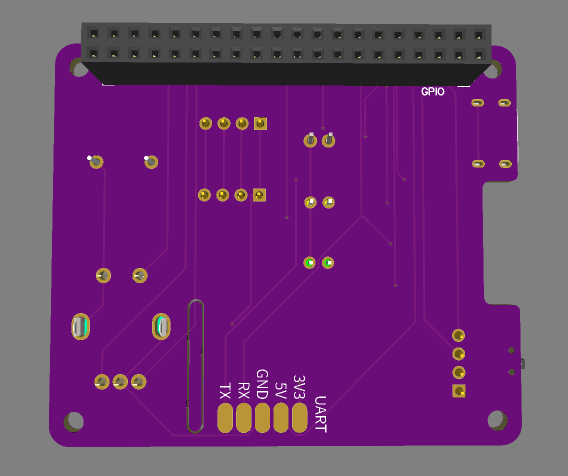 GPIO
TX
RX
GND
5V
3V3
UART